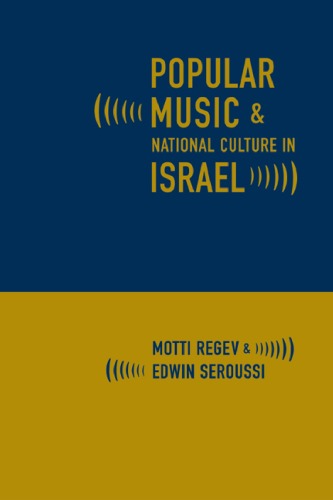 POPULAR
MUSIC &
NATIONAL CULTURE IN
ISRAEL
MOTTI REGEV &
EDWIN SEROUSSI